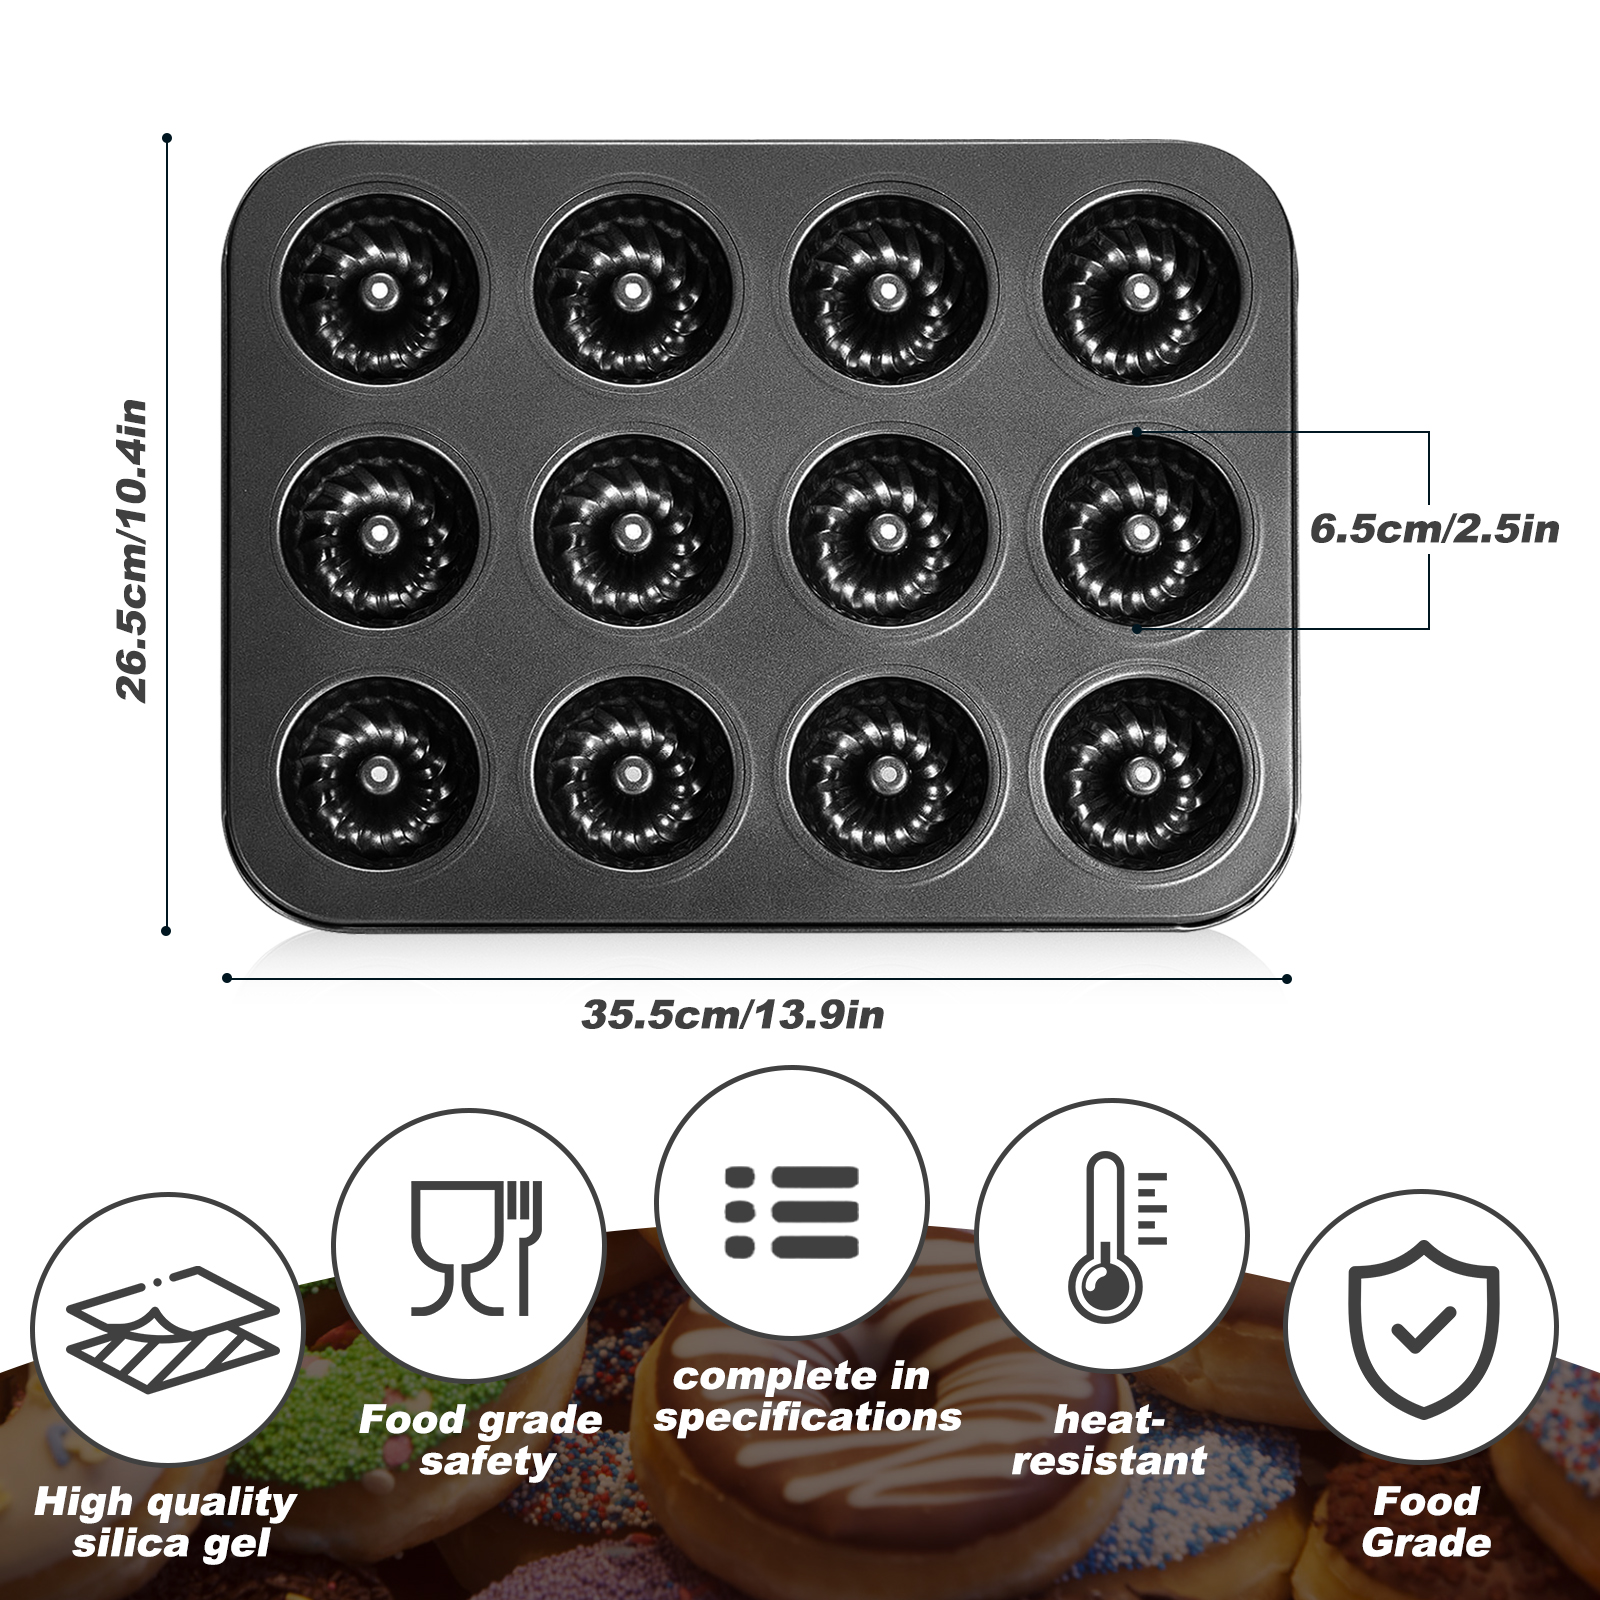 26.5cm/10.4in
6.5cm/2.5in
35.5cm/13.9in
complete in
specifications
Food grade
safety
heat-
resistant
High quality
silica gel
Food
Grade